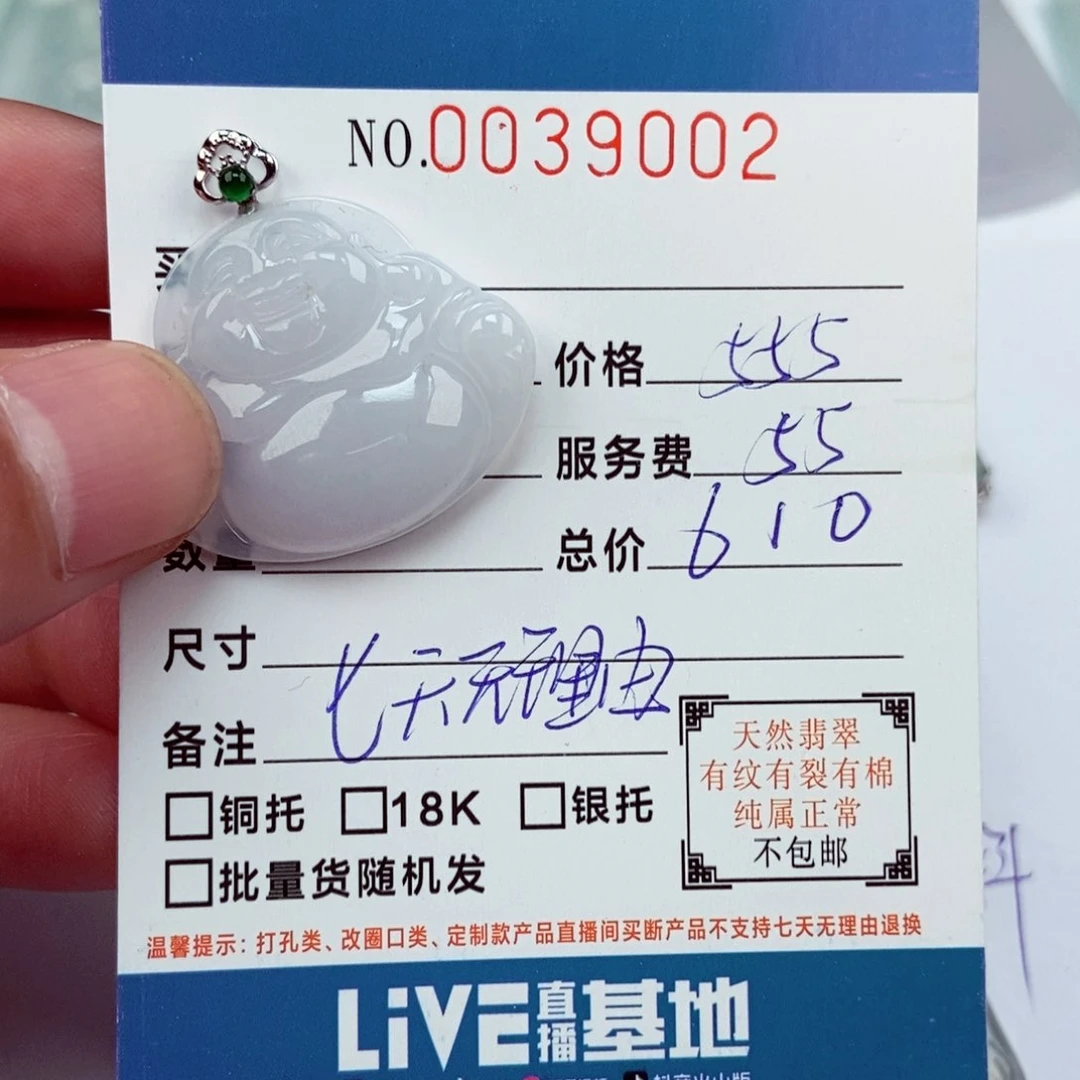 NO.0039002
价格 555
服务费 55
数量
总价 610
尺寸
备注 七天无理由
天然翡翠
有纹有裂有棉
纯属正常
不包邮
□铜托 □18K □银托
□批量货随机发
温馨提示：打孔类、改圈口类、定制款产品直播间买断产品不支持七天无理由退换
LiVE直播基地